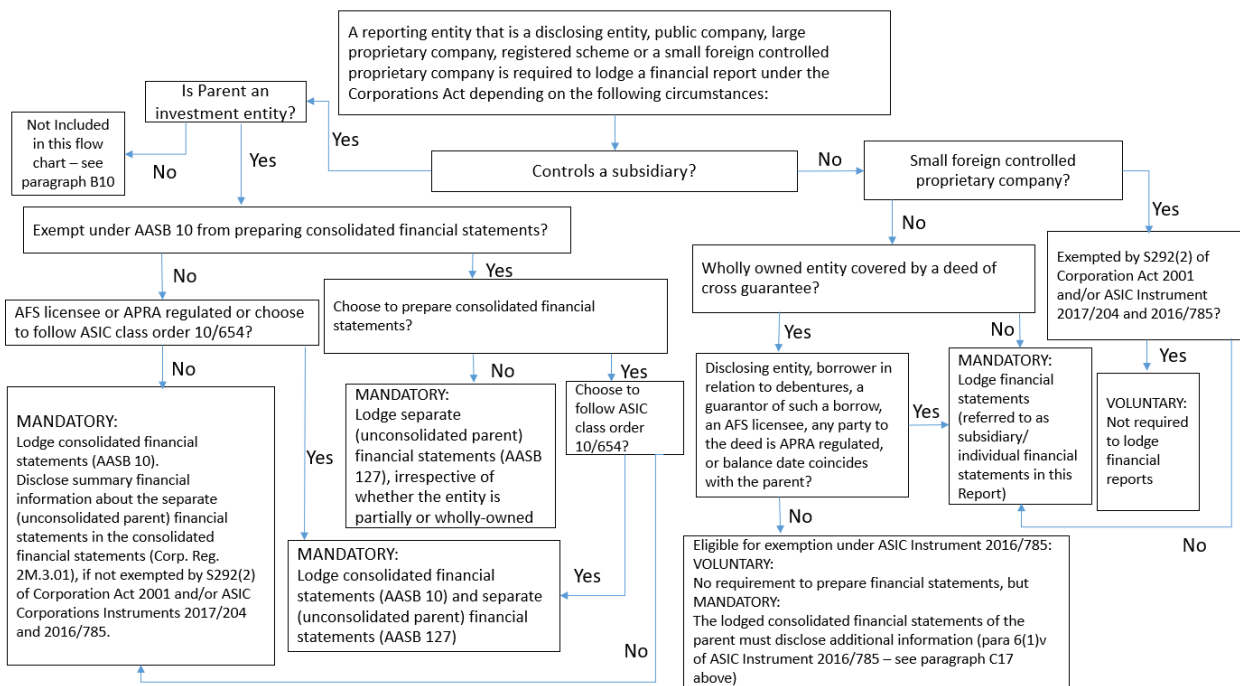 A reporting entity that is a disclosing entity, public company, large
proprietary company, registered scheme or a small foreign controlled
proprietary company is required to lodge a financial report under the
Corporations Act depending on the following circumstances:
Is Parent an
investment entity?
Not Included
in this flow
chart – see
paragraph B10
No
Yes
Yes
Controls a subsidiary?
No
Small foreign controlled
proprietary company?
No
Yes
Exempt under AASB 10 from preparing consolidated financial statements?
No
Yes
Wholly owned entity covered by a deed of
cross guarantee?
Yes
No
Exempted by S292(2) of
Corporation Act 2001
and/or ASIC Instrument
2017/204 and 2016/785?
Yes
No
AFS licensee or APRA regulated or choose
to follow ASIC class order 10/654?
No
Yes
Choose to prepare consolidated financial
statements?
No
Yes
Choose to
follow ASIC
class order
10/654?
Yes
No
MANDATORY:
Lodge consolidated financial
statements (AASB 10).
Disclose summary financial
information about the separate
(unconsolidated parent) financial
statements in the consolidated
financial statements (Corp. Reg.
2M.3.01), if not exempted by S292(2)
of Corporation Act 2001 and/or ASIC
Corporations Instruments 2017/204
and 2016/785.
MANDATORY:
Lodge separate
(unconsolidated parent)
financial statements (AASB
127), irrespective of
whether the entity is
partially or wholly-owned
MANDATORY:
Lodge consolidated financial
statements (AASB 10) and separate
(unconsolidated parent) financial
statements (AASB 127)
Disclosing entity, borrower in
relation to debentures, a
guarantor of such a borrow,
an AFS licensee, any party to
the deed is APRA regulated,
or balance date coincides
with the parent?
Yes
No
MANDATORY:
Lodge financial
statements
(referred to as
subsidiary/
individual financial
statements in this
Report)
VOLUNTARY:
Not required
to lodge
financial
reports
Eligible for exemption under ASIC Instrument 2016/785:
VOLUNTARY:
No requirement to prepare financial statements, but
MANDATORY:
The lodged consolidated financial statements of the
parent must disclose additional information (para 6(1)v
of ASIC Instrument 2016/785 – see paragraph C17
above)